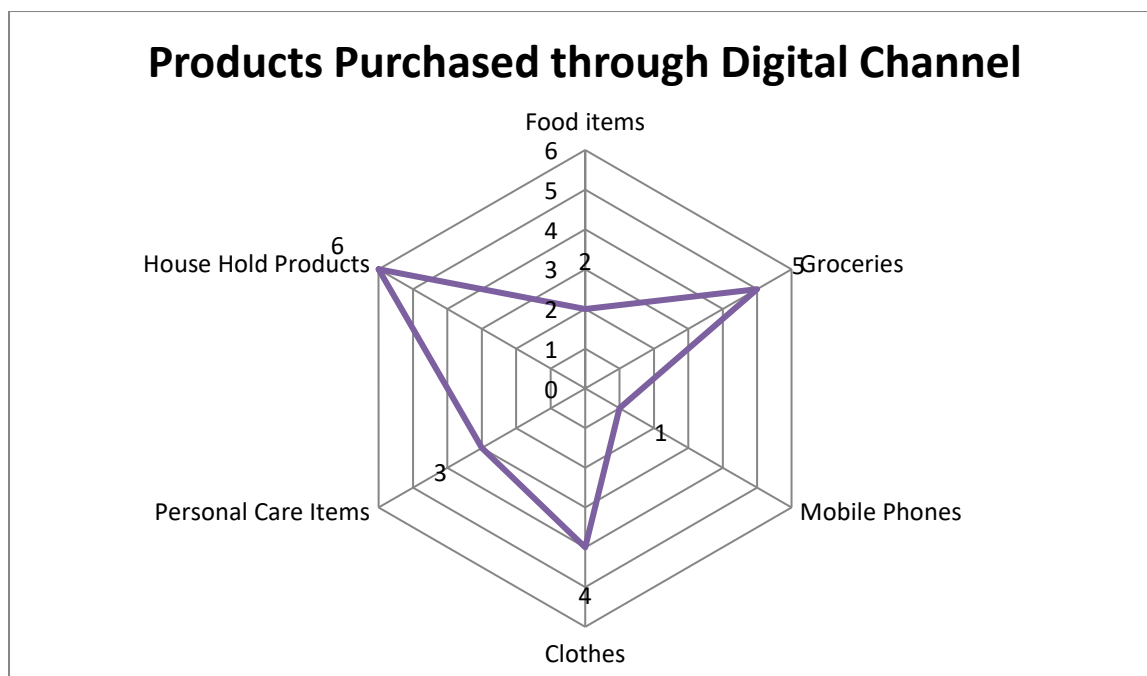 Products Purchased through Digital Channel
Food items
6
5
4
3
2
1
0
2
5
Groceries
1
Mobile Phones
4
Clothes
3
Personal Care Items
6
House Hold Products